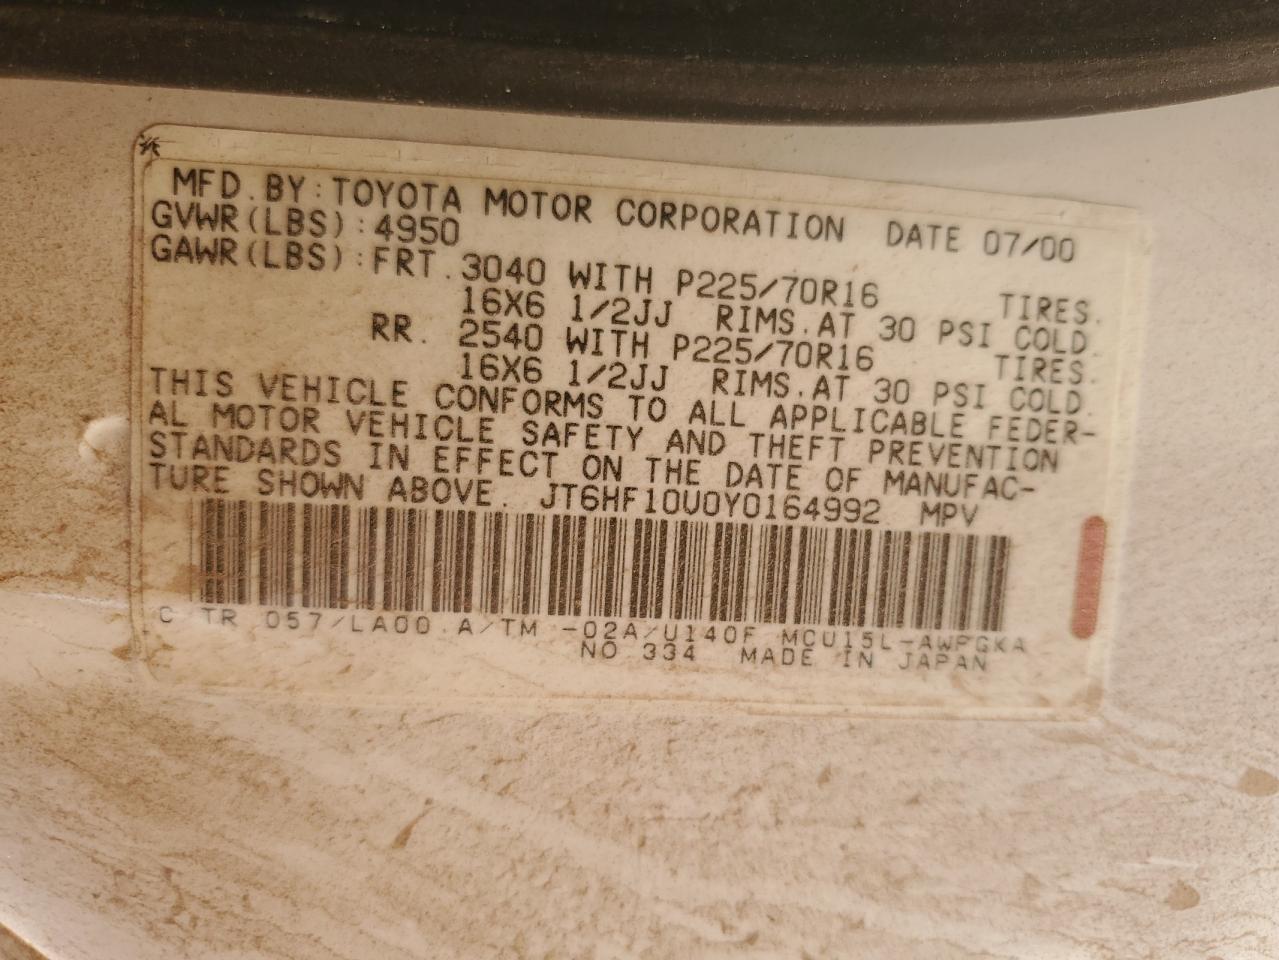 MFD.BY:TOYOTA MOTOR CORPORATION DATE 07/00
GVWR(LBS):4950
GAWR(LBS):FRT.3040 WITH P225/70R16 TIRES.
16X6 1/2JJ RIMS.AT 30 PSI COLD.
RR. 2540 WITH P225/70R16 TIRES.
16X6 1/2JJ RIMS.AT 30 PSI COLD.
THIS VEHICLE CONFORMS TO ALL APPLICABLE FEDER-
AL MOTOR VEHICLE SAFETY AND THEFT PREVENTION
STANDARDS IN EFFECT ON THE DATE OF MANUFAC-
TURE SHOWN ABOVE. JT6HF10U0Y0164992 MPV
C TR 057/LA00 A/TM -02A/U140F MCU15L-AWPGKA
NO 334 MADE IN JAPAN